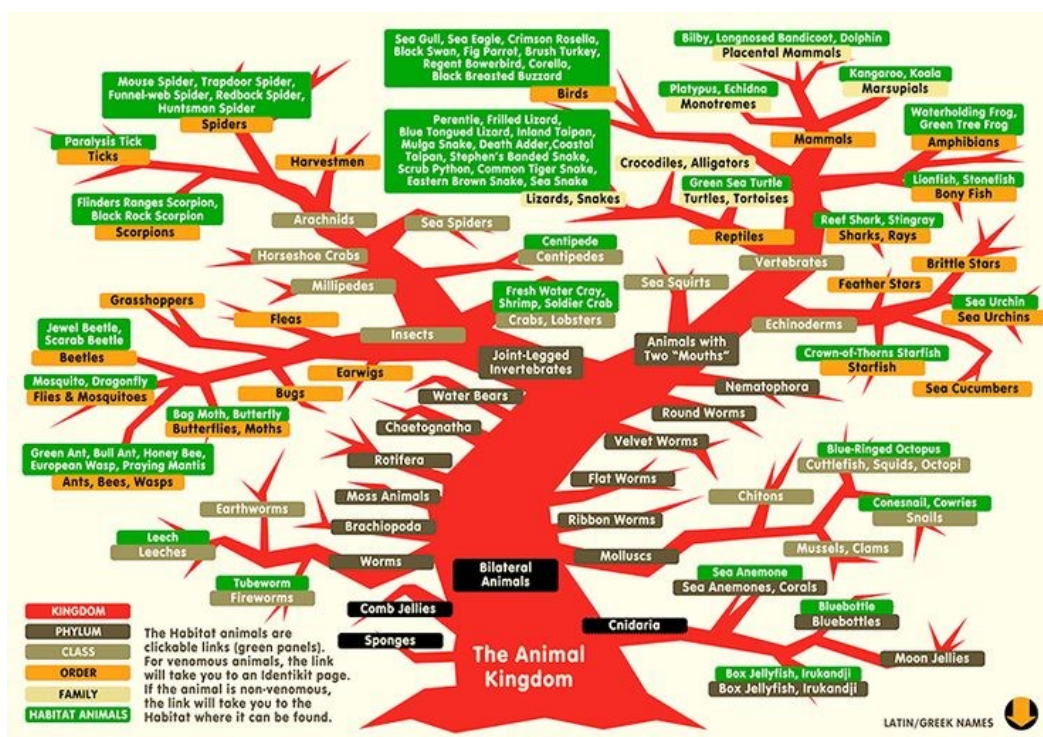 Sea Gull, Sea Eagle, Crimson Rosella,
Black Swan, Fig Parrot, Brush Turkey,
Regent Bowerbird, Corella,
Black Breasted Buzzard
Birds
Bilby, Longnosed Bandicoot, Dolphin
Placental Mammals
Kangaroo, Koala
Marsupials
Platypus, Echidna
Monotremes
Mammals
Waterholding Frog,
Green Tree Frog
Amphibians
Mouse Spider, Trapdoor Spider,
Funnel-web Spider, Redback Spider,
Huntsman Spider
Spiders
Paralysis Tick
Ticks
Harvestmen
Perentie, Frilled Lizard,
Blue Tongued Lizard, Inland Taipan,
Mulga Snake, Death Adder,Coastal
Taipan, Stephen's Banded Snake,
Scrub Python, Common Tiger Snake,
Eastern Brown Snake, Sea Snake
Lizards, Snakes
Crocodiles, Alligators
Green Sea Turtle
Turtles, Tortoises
Reptiles
Lionfish, Stonefish
Bony Fish
Reef Shark, Stingray
Sharks, Rays
Flinders Ranges Scorpion,
Black Rock Scorpion
Scorpions
Arachnids
Sea Spiders
Horseshoe Crabs
Centipede
Centipedes
Millipedes
Vertebrates
Sea Squirts
Brittle Stars
Feather Stars
Sea Urchin
Sea Urchins
Echinoderms
Crown-of-Thorns Starfish
Starfish
Sea Cucumbers
Fresh Water Cray,
Shrimp, Soldier Crab
Crabs, Lobsters
Grasshoppers
Fleas
Insects
Jewel Beetle,
Scarab Beetle
Beetles
Joint-Legged
Invertebrates
Animals with
Two "Mouths"
Earwigs
Mosquito, Dragonfly
Flies & Mosquitoes
Bugs
Bag Moth, Butterfly
Butterflies, Moths
Green Ant, Bull Ant, Honey Bee,
European Wasp, Praying Mantis
Ants, Bees, Wasps
Water Bears
Nematophora
Chaetognatha
Round Worms
Rotifera
Velvet Worms
Moss Animals
Flat Worms
Brachiopoda
Ribbon Worms
Worms
Molluscs
Earthworms
Leech
Leeches
Tubeworm
Fireworms
Blue-Ringed Octopus
Cuttlefish, Squids, Octopi
Chitons
Conesnail, Cowries
Snails
Mussels, Clams
Bilateral
Animals
Sea Anemone
Sea Anemones, Corals
Comb Jellies
Sponges
Cnidaria
Bluebottle
Bluebottles
Moon Jellies
Box Jellyfish, Irukandji
Box Jellyfish, Irukandji
The Animal
Kingdom
KINGDOM
PHYLUM
CLASS
ORDER
FAMILY
HABITAT ANIMALS
The Habitat animals are
clickable links (green panels).
For venomous animals, the link
will take you to an Identikit page.
If the animal is non-venomous,
the link will take you to the
Habitat where it can be found.
LATIN/GREEK NAMES